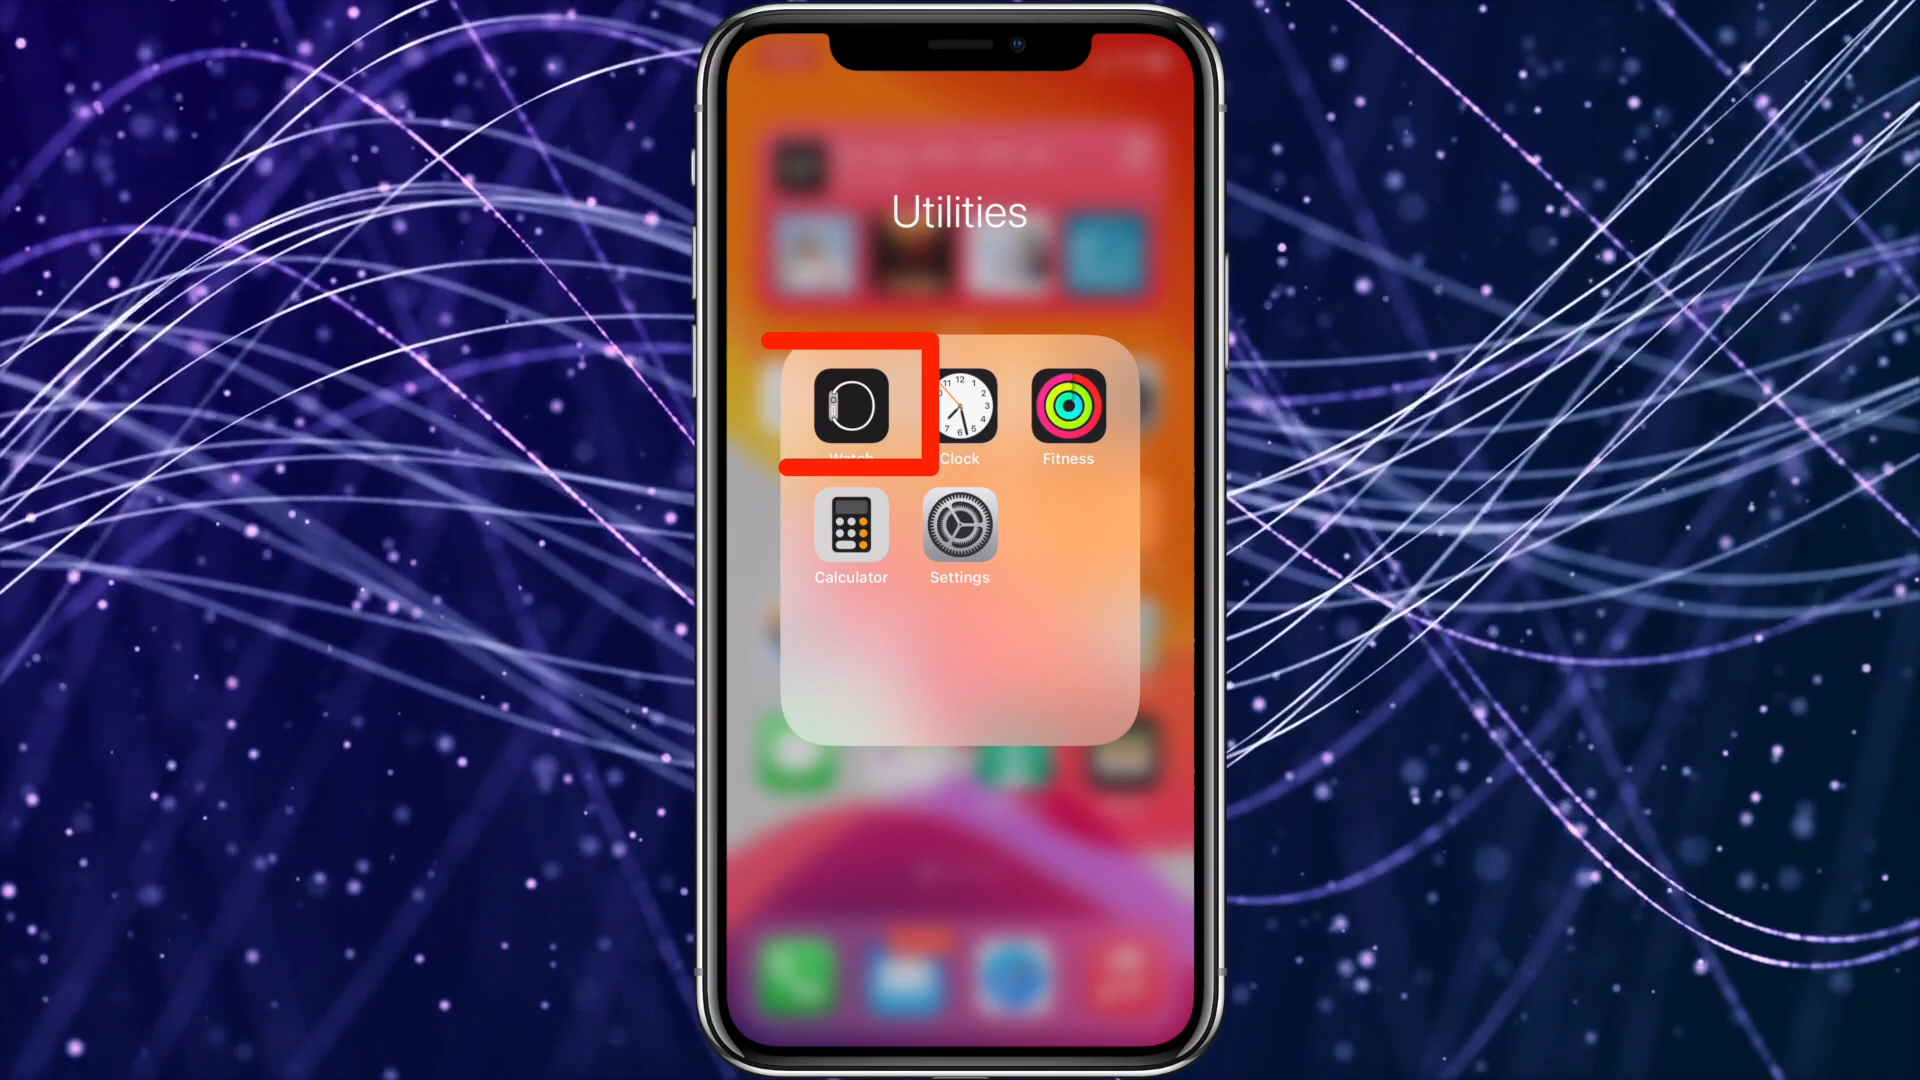 Utilities
Watch
Clock
Fitness
Calculator
Settings